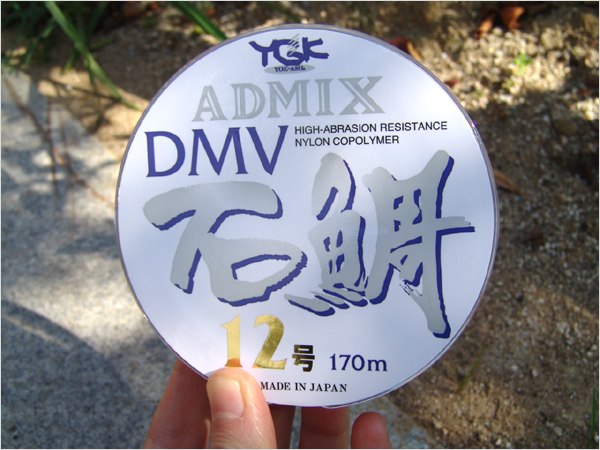 YGK
YOZ-AMI
ADMIX
DMV
HIGH-ABRASION RESISTANCE
NYLON COPOLYMER
石鯛
12号 170m
MADE IN JAPAN